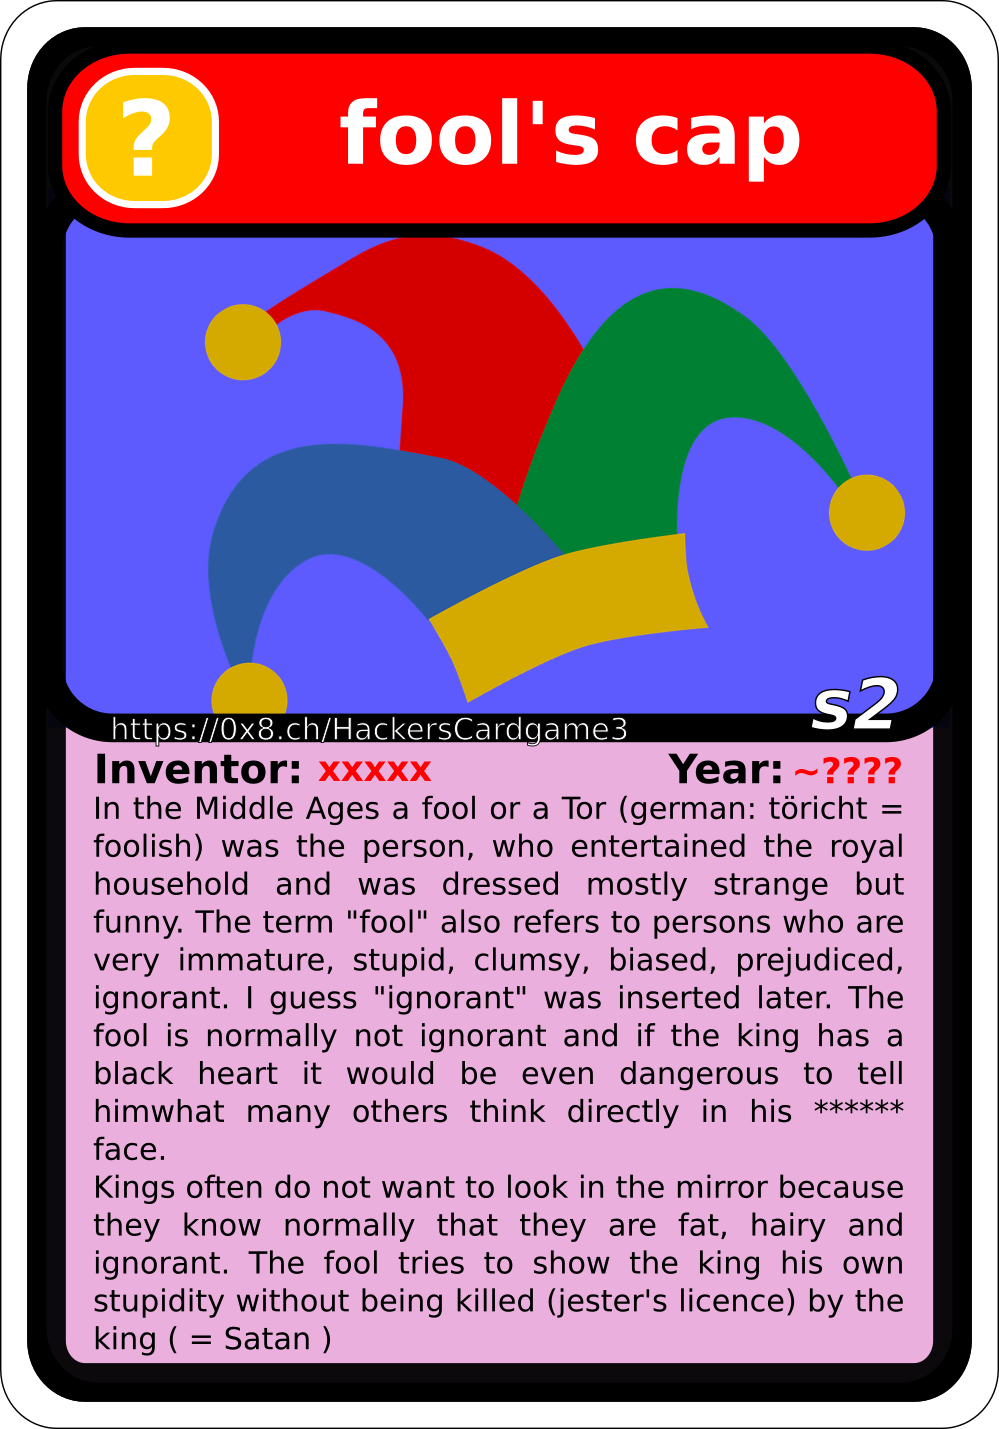 ?
fool's cap
s2
https://0x8.ch/HackersCardgame3
Inventor: xxxxx Year: ~????
In the Middle Ages a fool or a Tor (german: töricht =
foolish) was the person, who entertained the royal
household and was dressed mostly strange but
funny. The term "fool" also refers to persons who are
very immature, stupid, clumsy, biased, prejudiced,
ignorant. I guess "ignorant" was inserted later. The
fool is normally not ignorant and if the king has a
black heart it would be even dangerous to tell
himwhat many others think directly in his ******
face.
Kings often do not want to look in the mirror because
they know normally that they are fat, hairy and
ignorant. The fool tries to show the king his own
stupidity without being killed (jester's licence) by the
king ( = Satan )